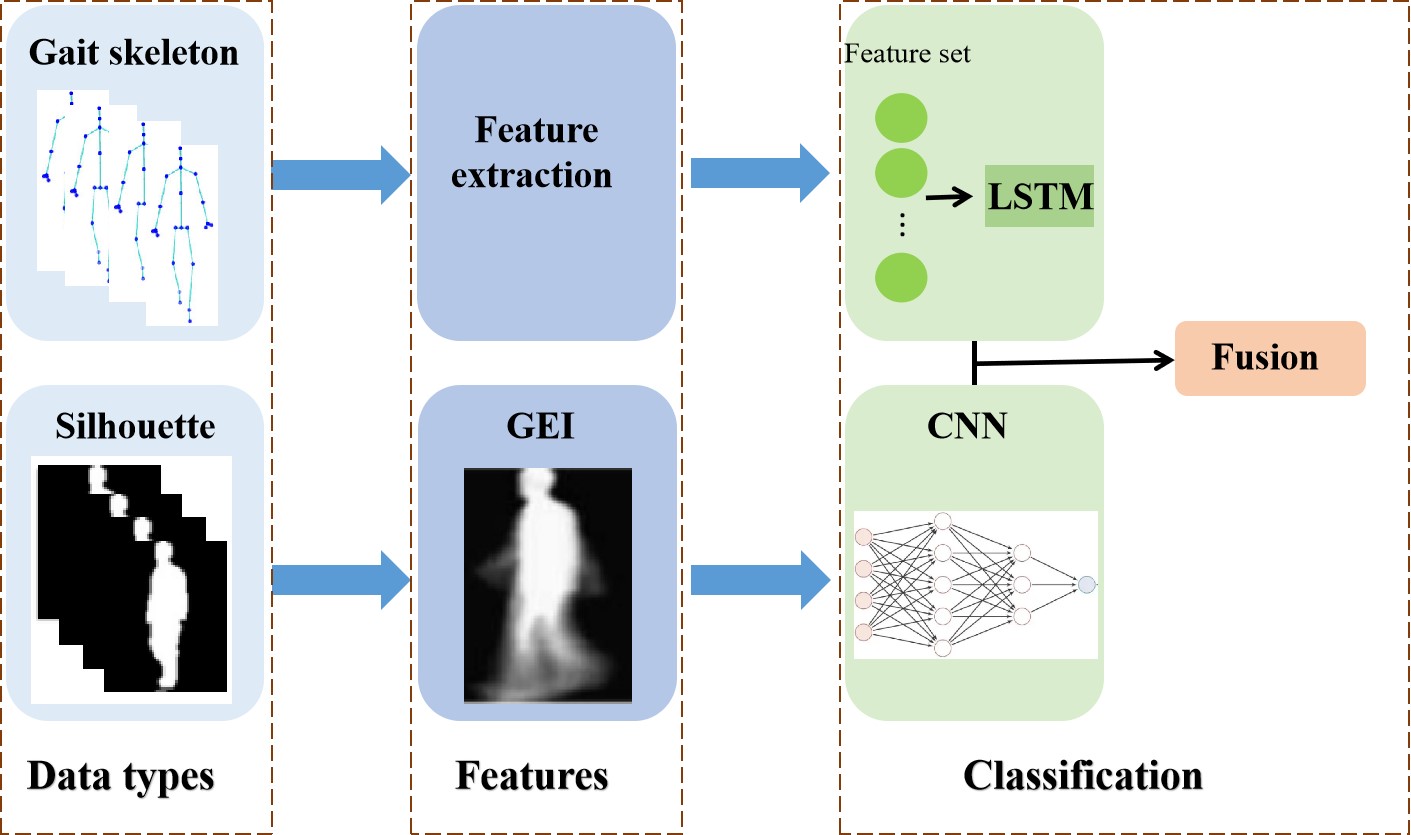 Gait skeleton
Feature
extraction
Feature set
LSTM
Fusion
Silhouette
GEI
CNN
Data types
Features
Classification